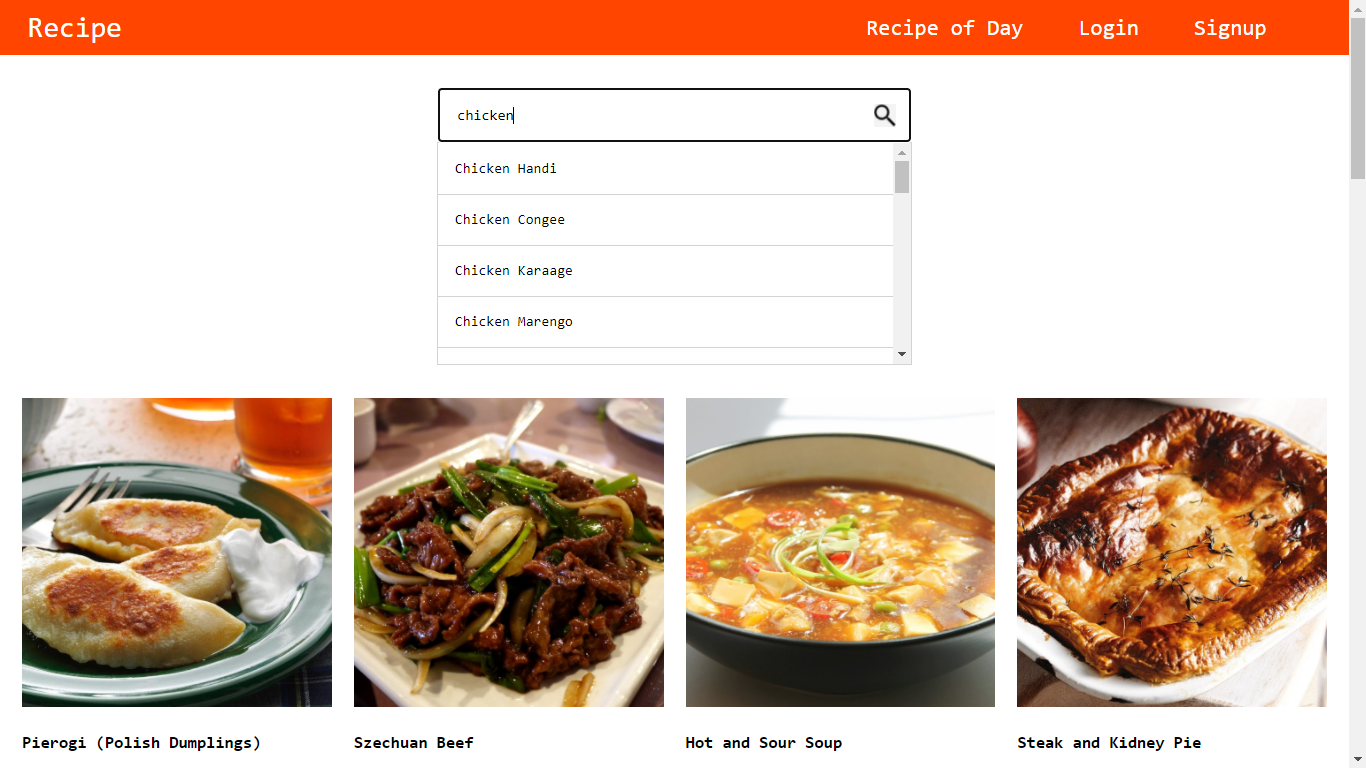 Recipe
Recipe of Day
Login
Signup
chicken
Chicken Handi
Chicken Congee
Chicken Karaage
Chicken Marengo
Pierogi (Polish Dumplings)
Szechuan Beef
Hot and Sour Soup
Steak and Kidney Pie